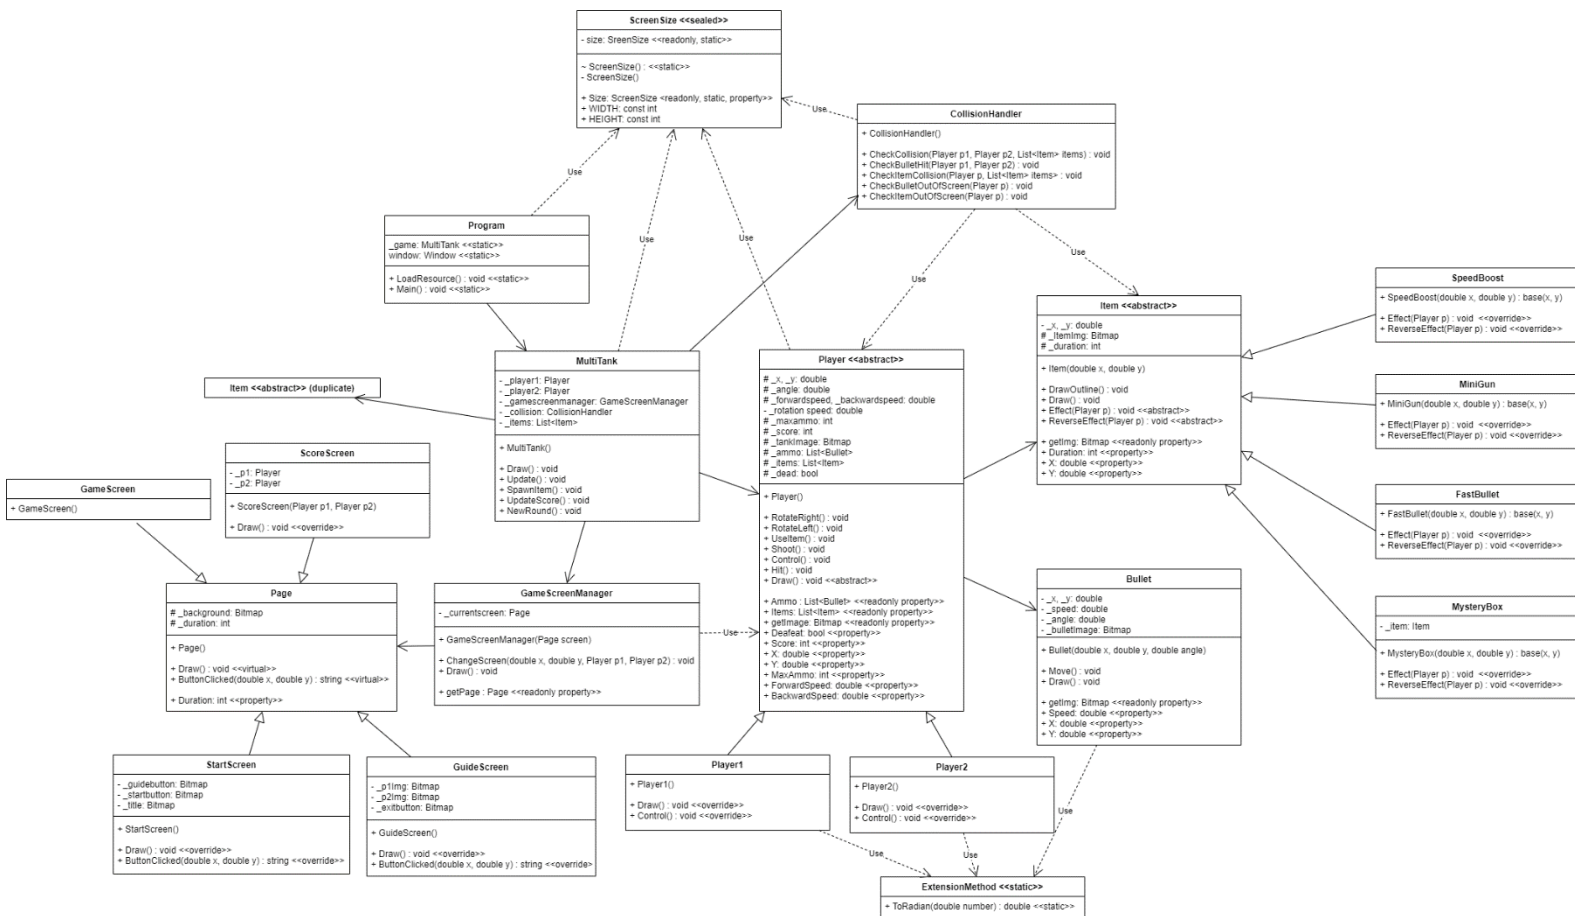 ScreenSize <<sealed>>
- size: SreenSize <<readonly, static>>
~ ScreenSize() : <<static>>
- ScreenSize()
+ Size: ScreenSize <readonly, static, property>>
+ WIDTH: const int
+ HEIGHT: const int
Use
CollisionHandler
+ CollisionHandler()
+ CheckCollision(Player p1, Player p2, List<Item> items) : void
+ CheckBulletHit(Player p1, Player p2) : void
+ CheckItemCollision(Player p, List<Item> items) : void
+ CheckBulletOutOfScreen(Player p) : void
+ CheckItemOutOfScreen(Player p) : void
Use
Use
Use
Use
Use
Program
_game: MultiTank <<static>>
window: Window <<static>>
+ LoadResource() : void <<static>>
+ Main() : void <<static>>
MultiTank
- _player1: Player
- _player2: Player
- _gamescreenmanager: GameScreenManager
- _collision: CollisionHandler
- _items: List<Item>
+ MultiTank()
+ Draw() : void
+ Update() : void
+ SpawnItem() : void
+ UpdateScore() : void
+ NewRound() : void
Item <<abstract>> (duplicate)
Player <<abstract>>
# _x, _y: double
# _angle: double
# _forwardspeed, _backwardspeed: double
- _rotation speed: double
# _maxammo: int
# _score: int
# _tankImage: Bitmap
# _ammo: List<Bullet>
# _items: List<Item>
# _dead: bool
+ Player()
+ RotateRight() : void
+ RotateLeft() : void
+ UseItem() : void
+ Shoot() : void
+ Control() : void
+ Hit() : void
+ Draw() : void <<abstract>>
+ Ammo : List<Bullet> <<readonly property>>
+ Items: List<Item> <<readonly property>>
+ getImage: Bitmap <<readonly property>>
+ Deafeat: bool <<property>>
+ Score: int <<property>>
+ X: double <<property>>
+ Y: double <<property>>
+ MaxAmmo: int <<property>>
+ ForwardSpeed: double <<property>>
+ BackwardSpeed: double <<property>>
Item <<abstract>>
- _x, _y: double
# _ItemImg: Bitmap
# _duration: int
+ Item(double x, double y)
+ DrawOutline() : void
+ Draw() : void
+ Effect(Player p) : void <<abstract>>
+ ReverseEffect(Player p) : void <<abstract>>
+ getImg: Bitmap <<readonly property>>
+ Duration: int <<property>>
+ X: double <<property>>
+ Y: double <<property>>
SpeedBoost
+ SpeedBoost(double x, double y) : base(x, y)
+ Effect(Player p) : void <<override>>
+ ReverseEffect(Player p) : void <<override>>
MiniGun
+ MiniGun(double x, double y) : base(x, y)
+ Effect(Player p) : void <<override>>
+ ReverseEffect(Player p) : void <<override>>
FastBullet
+ FastBullet(double x, double y) : base(x, y)
+ Effect(Player p) : void <<override>>
+ ReverseEffect(Player p) : void <<override>>
MysteryBox
- _item: Item
+ MysteryBox(double x, double y) : base(x, y)
+ Effect(Player p) : void <<override>>
+ ReverseEffect(Player p) : void <<override>>
ScoreScreen
- _p1: Player
- _p2: Player
+ ScoreScreen(Player p1, Player p2)
+ Draw() : void <<override>>
GameScreen
+ GameScreen()
Page
# _background: Bitmap
# _duration: int
+ Page()
+ Draw() : void <<virtual>>
+ ButtonClicked(double x, double y) : string <<virtual>>
+ Duration: int <<property>>
GameScreenManager
- _currentscreen: Page
+ GameScreenManager(Page screen)
+ ChangeScreen(double x, double y, Player p1, Player p2) : void
+ Draw() : void
+ getPage : Page <<readonly property>>
Use
Bullet
- _x, _y: double
- _speed: double
- _angle: double
- _bulletImage: Bitmap
+ Bullet(double x, double y, double angle)
+ Move() : void
+ Draw() : void
+ getImg: Bitmap <<readonly property>>
+ Speed: double <<property>>
+ X: double <<property>>
+ Y: double <<property>>
StartScreen
- _guidebutton: Bitmap
- _startbutton: Bitmap
- _title: Bitmap
+ StartScreen()
+ Draw() : void <<override>>
+ ButtonClicked(double x, double y) : string <<override>>
GuideScreen
- _p1Img: Bitmap
- _p2Img: Bitmap
- _exitbutton: Bitmap
+ GuideScreen()
+ Draw() : void <<override>>
+ ButtonClicked(double x, double y) : string <<override>
Player1
+ Player1()
+ Draw() : void <<override>>
+ Control() : void <<override>>
Player2
+ Player2()
+ Draw() : void <<override>>
+ Control() : void <<override>>
Use
Use
Use
ExtensionMethod <<static>>
+ ToRadian(double number) : double <<static>>